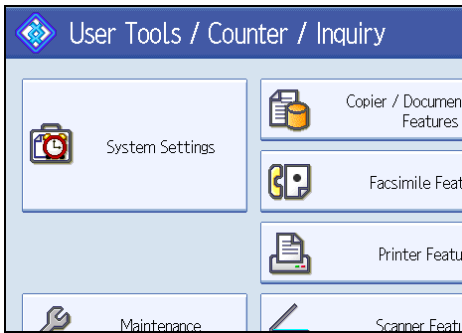 User Tools / Counter / Inquiry
System Settings
Copier / Documen
Features
Facsimile Feat
Printer Featu
Maintenance
Scanner Featu